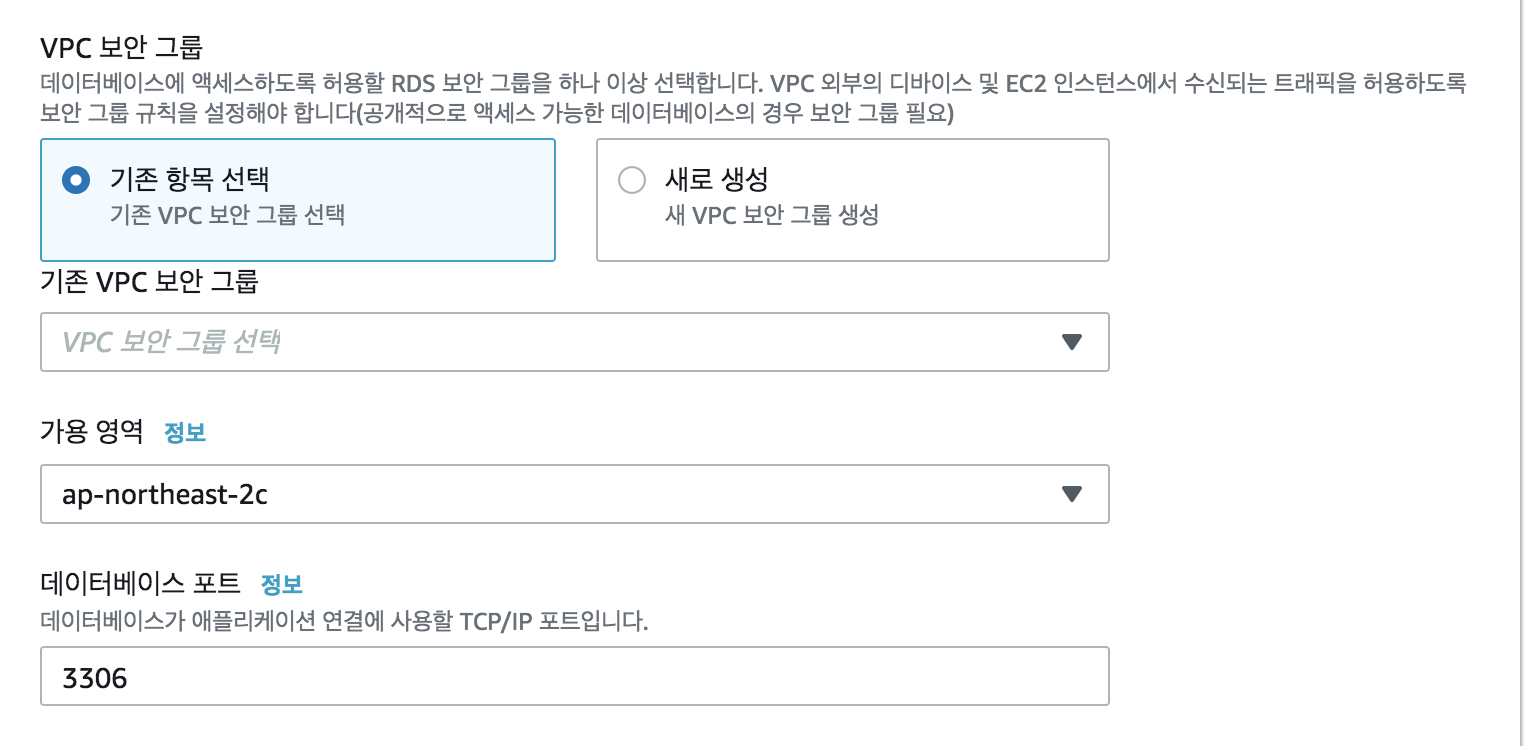 VPC 보안 그룹
데이터베이스에 액세스하도록 허용할 RDS 보안 그룹을 하나 이상 선택합니다. VPC 외부의 디바이스 및 EC2 인스턴스에서 수신되는 트래픽을 허용하도록
보안 그룹 규칙을 설정해야 합니다(공개적으로 액세스 가능한 데이터베이스의 경우 보안 그룹 필요)
기존 항목 선택
기존 VPC 보안 그룹 선택
새로 생성
새 VPC 보안 그룹 생성
기존 VPC 보안 그룹
VPC 보안 그룹 선택
가용 영역 정보
ap-northeast-2c
데이터베이스 포트 정보
데이터베이스가 애플리케이션 연결에 사용할 TCP/IP 포트입니다.
3306